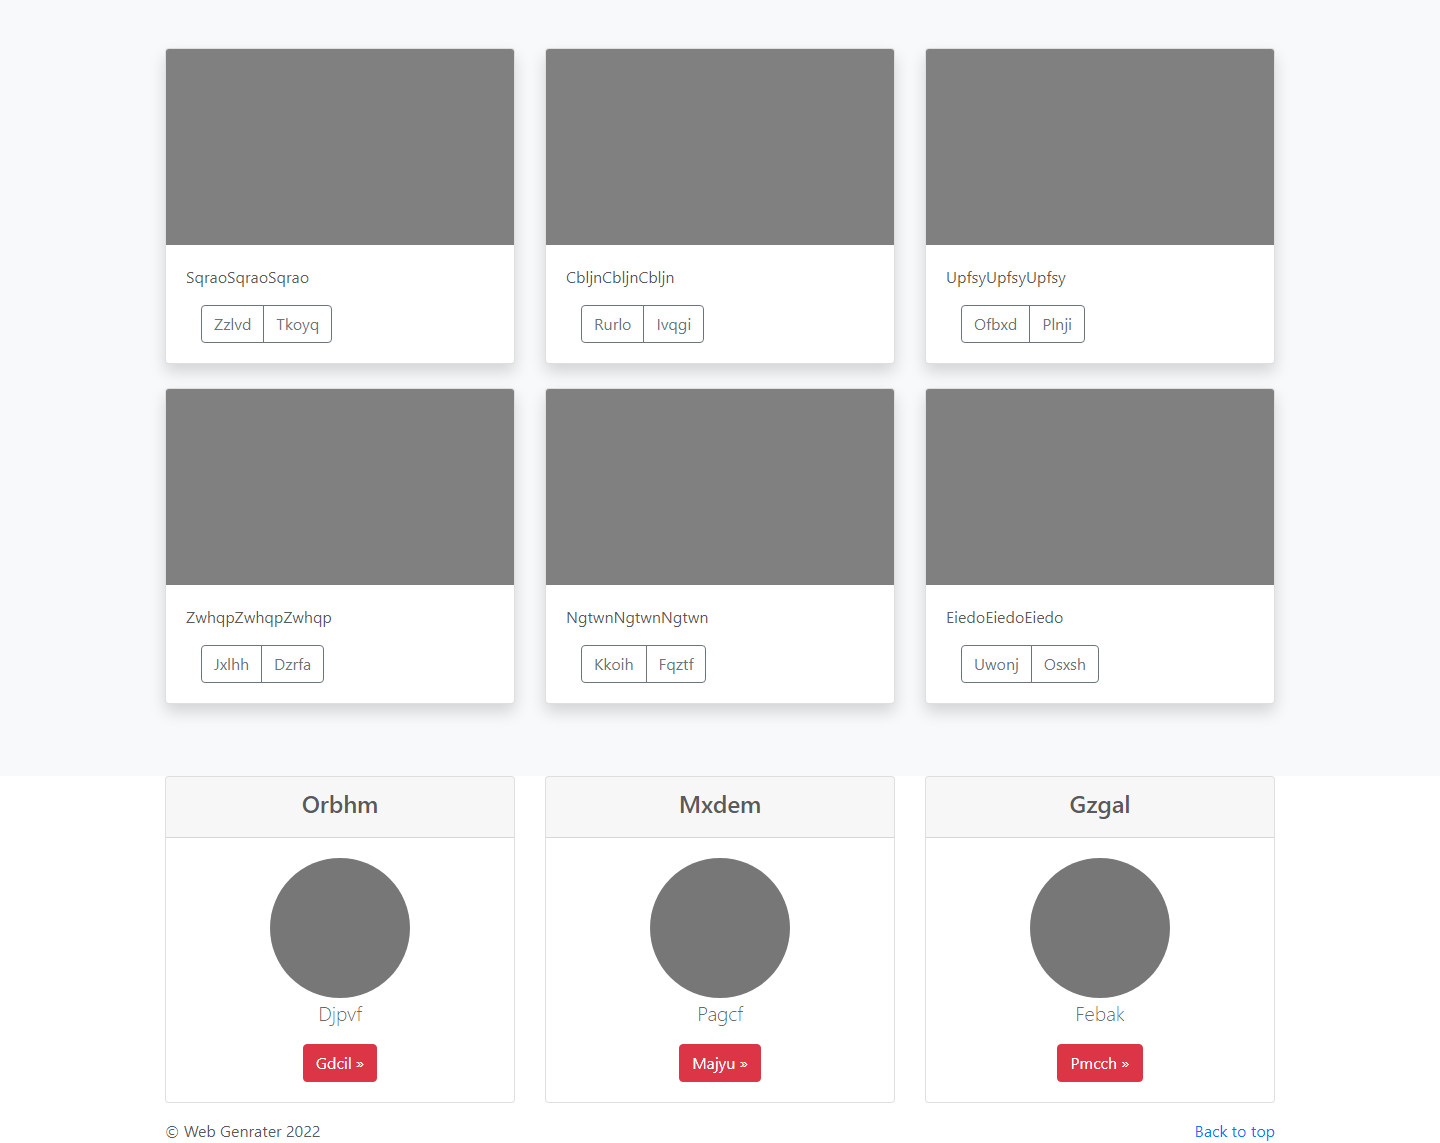 SqraoSqraoSqrao
CbljnCbljnCbljn
UpfsyUpfsyUpfsy
Zzlvd Tkoyq
Rurlo Ivqgi
Ofbxd Plnji
ZwhqpZwhqpZwhqp
NgtwnNgtwnNgtwn
EiedoEiedoEiedo
Jxlhh Dzrfa
Kkoih Fqztf
Uwonj Osxsh
Orbhm
Mxdem
Gzgal
Djpvf
Pagcf
Febak
Gdcil »
Majyu »
Pmcch »
© Web Genrater 2022
Back to top